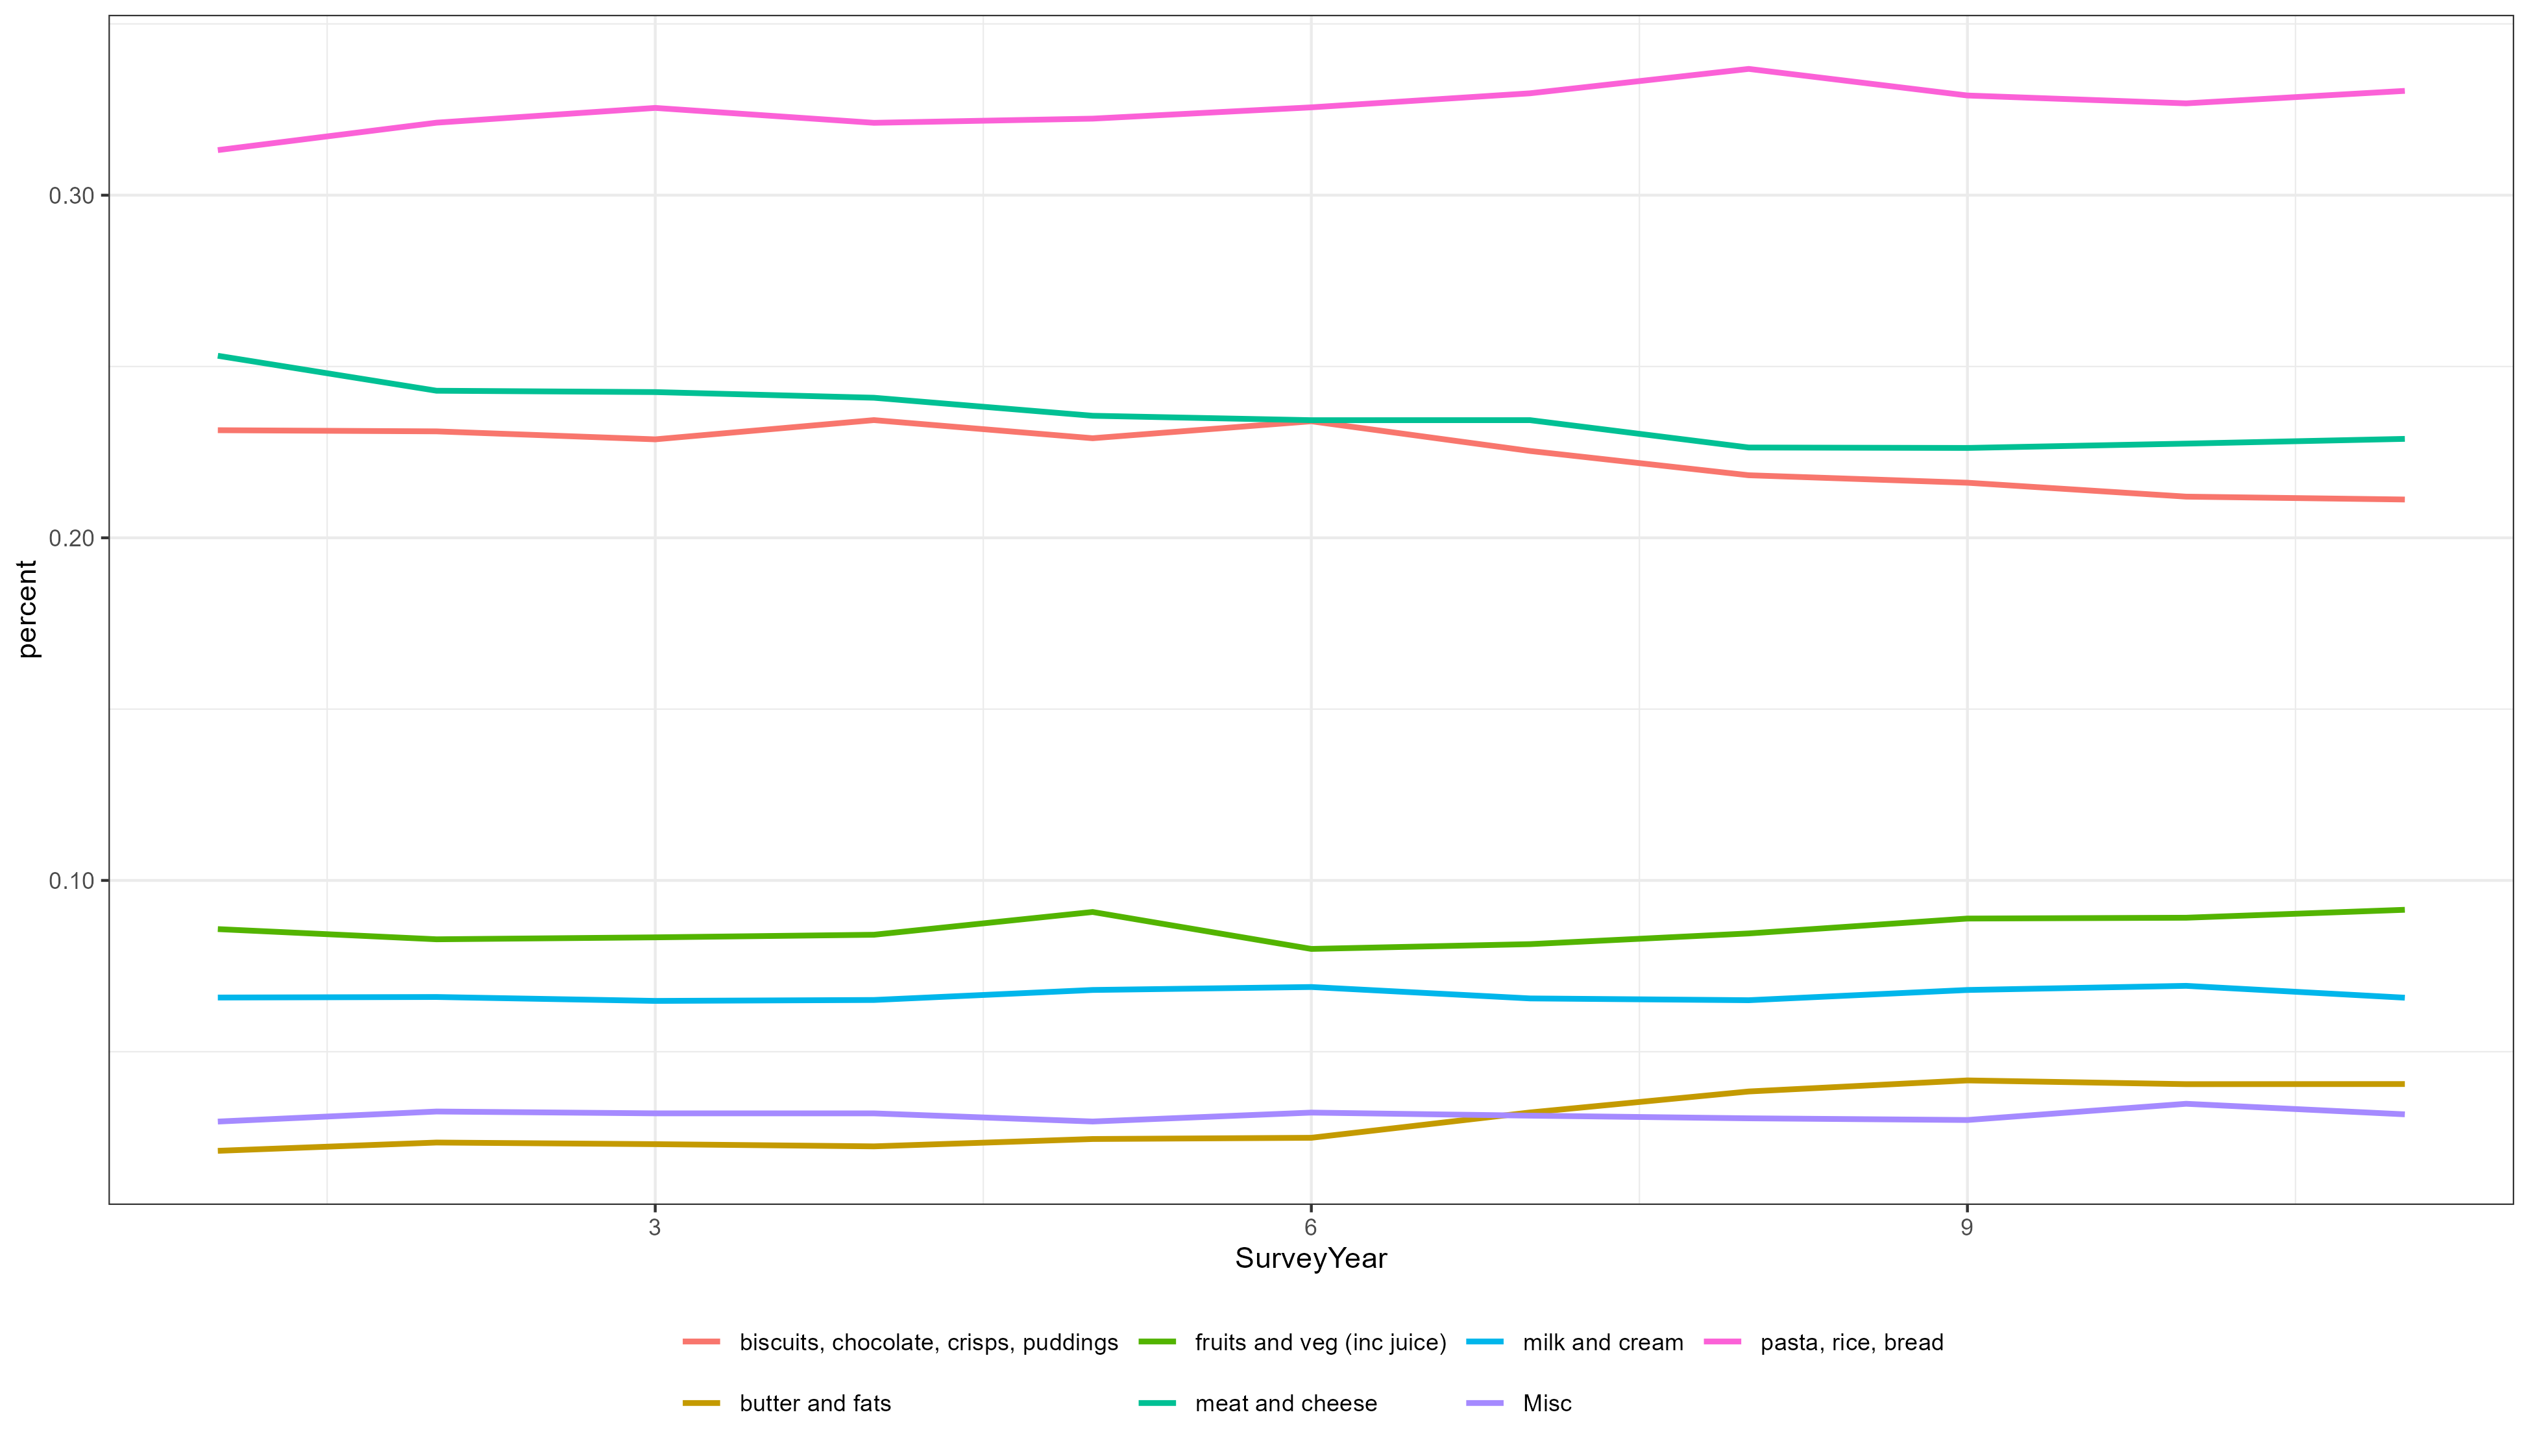 0.30
0.20
0.10
percent
3 6 9
SurveyYear
biscuits, chocolate, crisps, puddings fruits and veg (inc juice) milk and cream pasta, rice, bread
butter and fats meat and cheese Misc